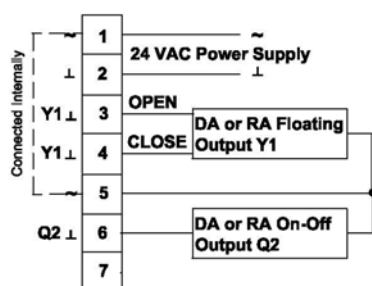 Connected Internally
~ 1 ~
24 VAC Power Supply
⊥ 2 ⊥
Y1⊥ 3 OPEN
DA or RA Floating
Output Y1
Y1⊥ 4 CLOSE
~ 5
Q2⊥ 6
DA or RA On-Off
Output Q2
7